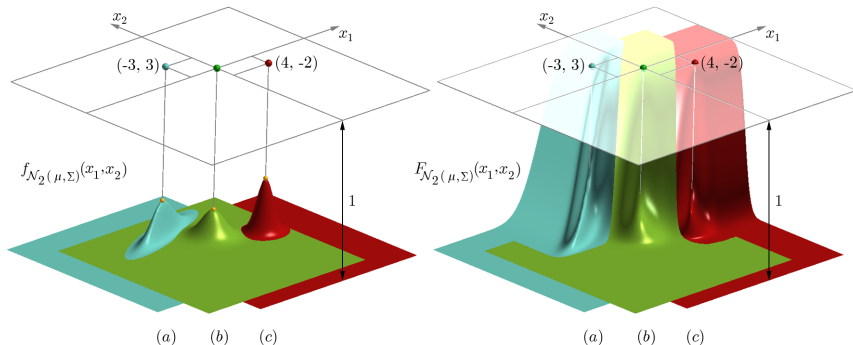 x₂ x₁
(-3, 3) (4, -2)
f𝒩₂(μ,Σ)(x₁,x₂)
1
(a) (b) (c)
x₂ x₁
(-3, 3) (4, -2)
F𝒩₂(μ,Σ)(x₁,x₂)
1
(a) (b) (c)